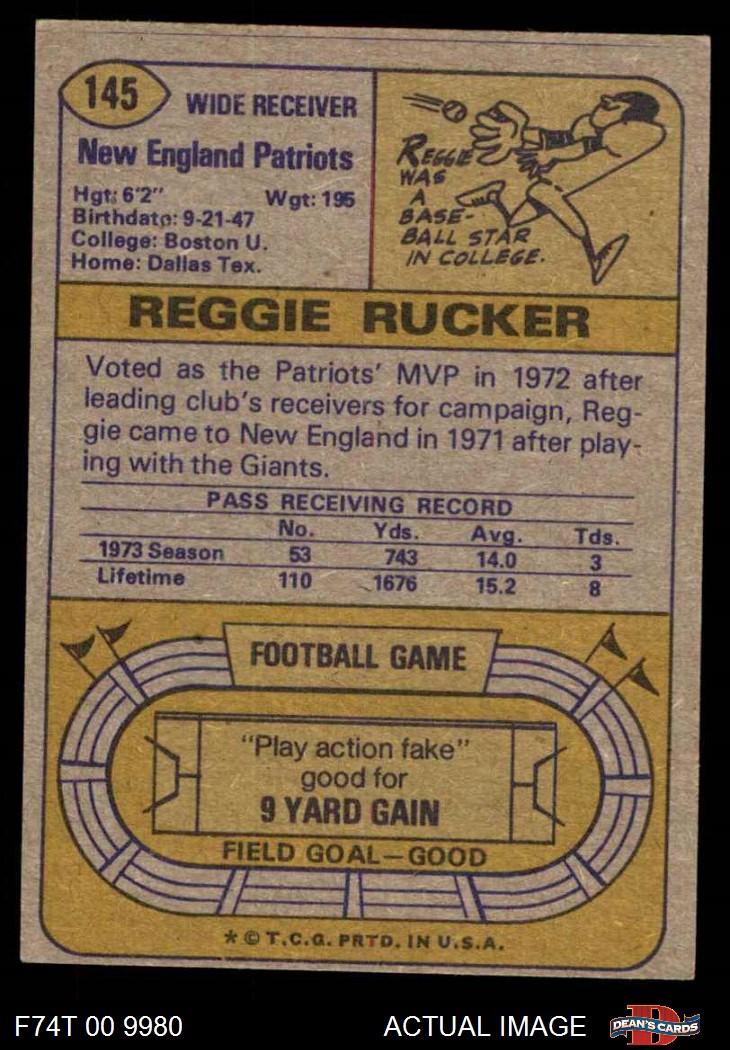 145
WIDE RECEIVER
New England Patriots
Hgt: 6'2" Wgt: 195
Birthdate: 9-21-47
College: Boston U.
Home: Dallas Tex.
REGGIE
WAS
A
BASE-
BALL STAR
IN COLLEGE.
REGGIE RUCKER
Voted as the Patriots' MVP in 1972 after
leading club's receivers for campaign, Reg-
gie came to New England in 1971 after play-
ing with the Giants.
PASS RECEIVING RECORD
No. Yds. Avg. Tds.
1973 Season 53 743 14.0 3
Lifetime 110 1676 15.2 8
FOOTBALL GAME
"Play action fake"
good for
9 YARD GAIN
FIELD GOAL—GOOD
* © T.C.G. PRTD. IN U.S.A.
F74T 00 9980 ACTUAL IMAGE
D
DEAN'S CARDS